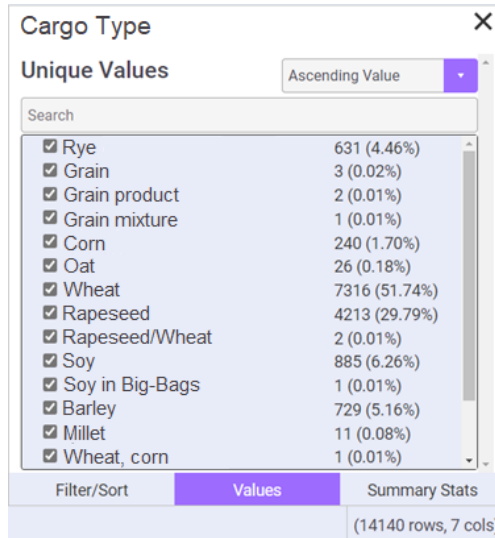 Cargo Type
Unique Values
Ascending Value
Search
Rye 631 (4.46%)
Grain 3 (0.02%)
Grain product 2 (0.01%)
Grain mixture 1 (0.01%)
Corn 240 (1.70%)
Oat 26 (0.18%)
Wheat 7316 (51.74%)
Rapeseed 4213 (29.79%)
Rapeseed/Wheat 2 (0.01%)
Soy 885 (6.26%)
Soy in Big-Bags 1 (0.01%)
Barley 729 (5.16%)
Millet 11 (0.08%)
Wheat, corn 1 (0.01%)
Filter/Sort Values Summary Stats
(14140 rows, 7 cols)